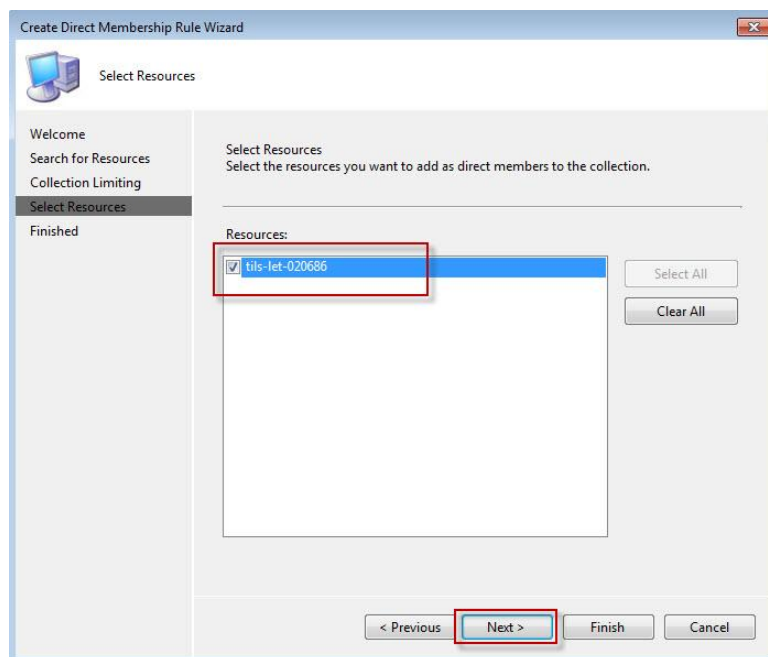 Create Direct Membership Rule Wizard
Select Resources
Welcome
Search for Resources
Collection Limiting
Select Resources
Finished
Select Resources
Select the resources you want to add as direct members to the collection.
Resources:
tils-let-020686
Select All
Clear All
< Previous
Next >
Finish
Cancel